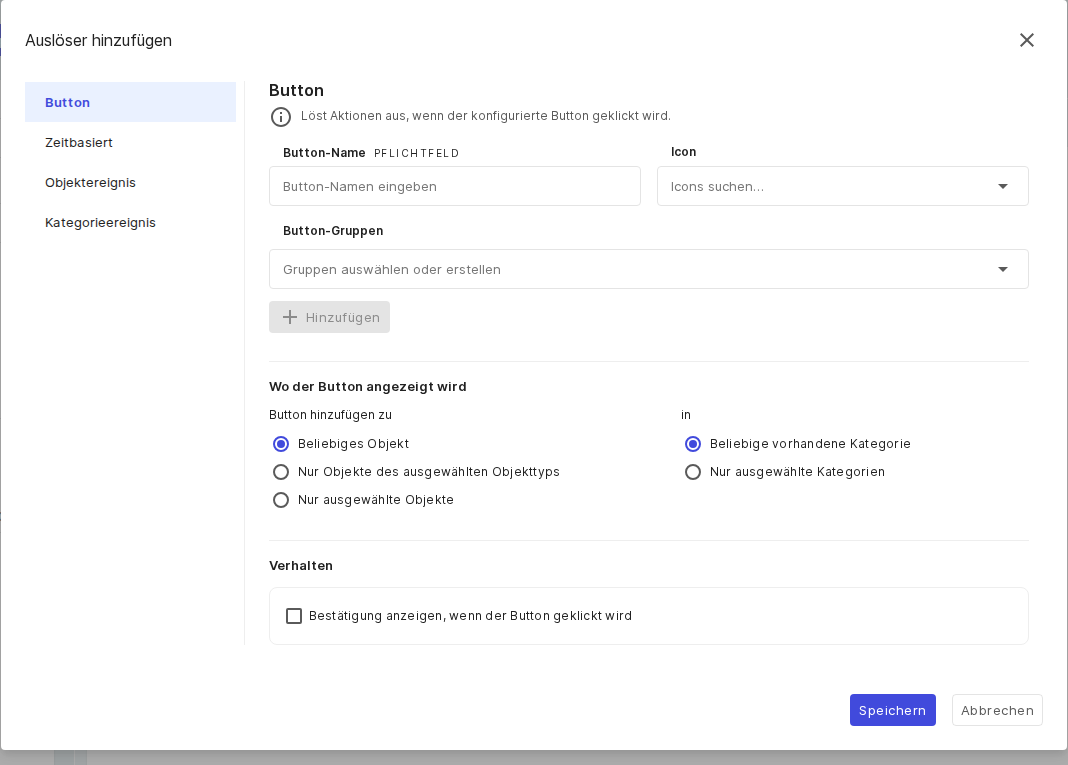 Auslöser hinzufügen
Button
Zeitbasiert
Objektereignis
Kategorieereignis
Button
Löst Aktionen aus, wenn der konfigurierte Button geklickt wird.
Button-Name PFLICHTFELD
Icon
Button-Namen eingeben
Icons suchen...
Button-Gruppen
Gruppen auswählen oder erstellen
Hinzufügen
Wo der Button angezeigt wird
Button hinzufügen zu
in
Beliebiges Objekt
Beliebige vorhandene Kategorie
Nur Objekte des ausgewählten Objekttyps
Nur ausgewählte Kategorien
Nur ausgewählte Objekte
Verhalten
Bestätigung anzeigen, wenn der Button geklickt wird
Speichern
Abbrechen